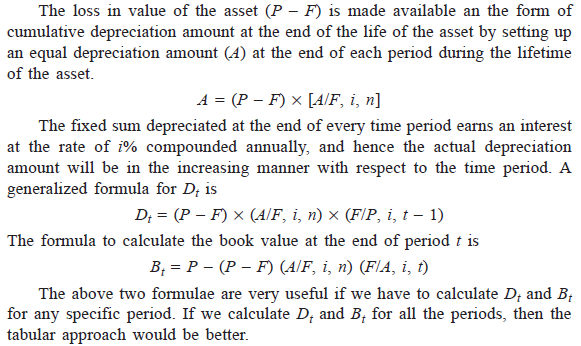 The loss in value of the asset (P – F) is made available an the form of
cumulative depreciation amount at the end of the life of the asset by setting up
an equal depreciation amount (A) at the end of each period during the lifetime
of the asset.
A = (P – F) × [A/F, i, n]
The fixed sum depreciated at the end of every time period earns an interest
at the rate of i% compounded annually, and hence the actual depreciation
amount will be in the increasing manner with respect to the time period. A
generalized formula for Dₜ is
Dₜ = (P – F) × (A/F, i, n) × (F/P, i, t – 1)
The formula to calculate the book value at the end of period t is
Bₜ = P – (P – F) (A/F, i, n) (F/A, i, t)
The above two formulae are very useful if we have to calculate Dₜ and Bₜ
for any specific period. If we calculate Dₜ and Bₜ for all the periods, then the
tabular approach would be better.